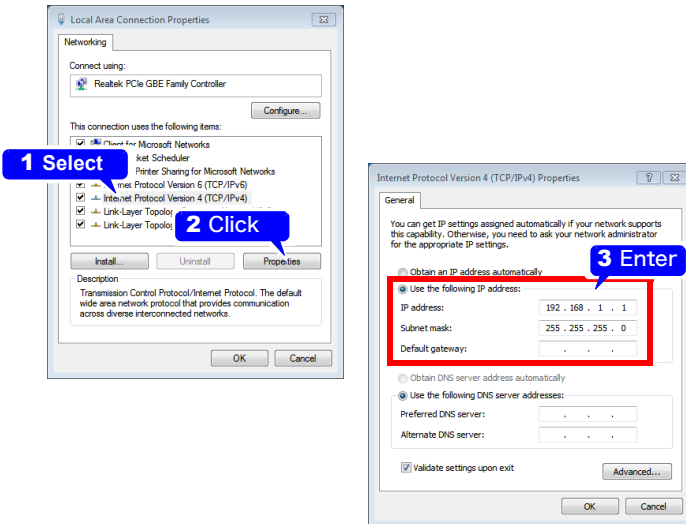 Local Area Connection Properties
Networking
Connect using:
Realtek PCIe GBE Family Controller
Configure...
This connection uses the following items:
Client for Microsoft Networks
ket Scheduler
Printer Sharing for Microsoft Networks
net Protocol Version 6 (TCP/IPv6)
Internet Protocol Version 4 (TCP/IPv4)
Link-Layer Topolo
Link-Layer Topolog
1 Select
2 Click
Install...
Uninstall
Properties
Description
Transmission Control Protocol/Internet Protocol. The default
wide area network protocol that provides communication
across diverse interconnected networks.
OK
Cancel
Internet Protocol Version 4 (TCP/IPv4) Properties
General
You can get IP settings assigned automatically if your network supports
this capability. Otherwise, you need to ask your network administrator
for the appropriate IP settings.
3 Enter
Obtain an IP address automatically
Use the following IP address:
IP address: 192 . 168 . 1 . 1
Subnet mask: 255 . 255 . 255 . 0
Default gateway: . . .
Obtain DNS server address automatically
Use the following DNS server addresses:
Preferred DNS server: . . .
Alternate DNS server: . . .
Validate settings upon exit
Advanced...
OK
Cancel